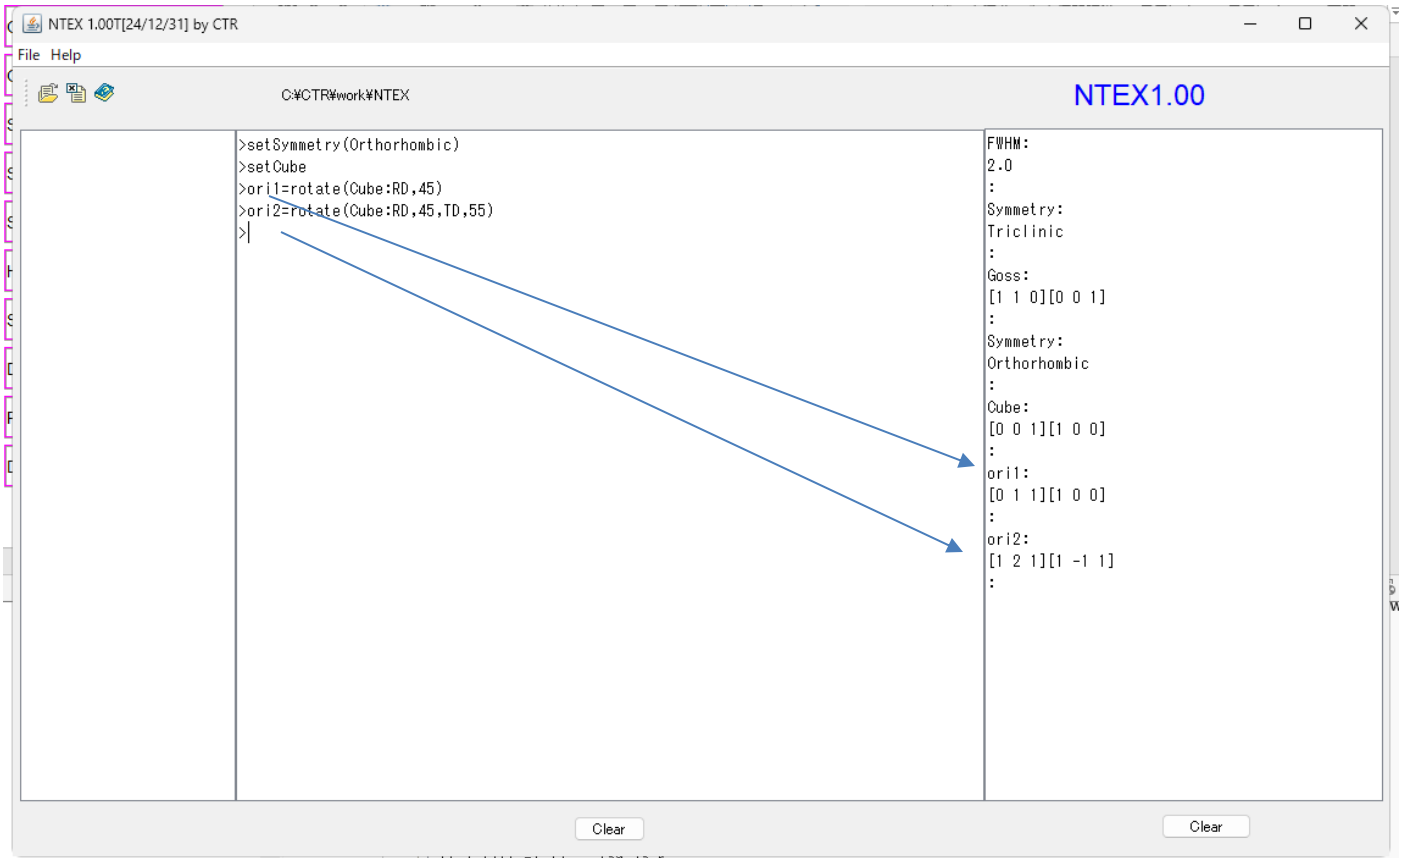 NTEX 1.00T[24/12/31] by CTR
File Help
C:¥CTR¥work¥NTEX
NTEX1.00
>setSymmetry(Orthorhombic)
>setCube
>ori1=rotate(Cube:RD,45)
>ori2=rotate(Cube:RD,45,TD,55)
>
FWHM:
2.0
:
Symmetry:
Triclinic
:
Goss:
[1 1 0][0 0 1]
:
Symmetry:
Orthorhombic
:
Cube:
[0 0 1][1 0 0]
:
ori1:
[0 1 1][1 0 0]
:
ori2:
[1 2 1][1 -1 1]
:
Clear
Clear